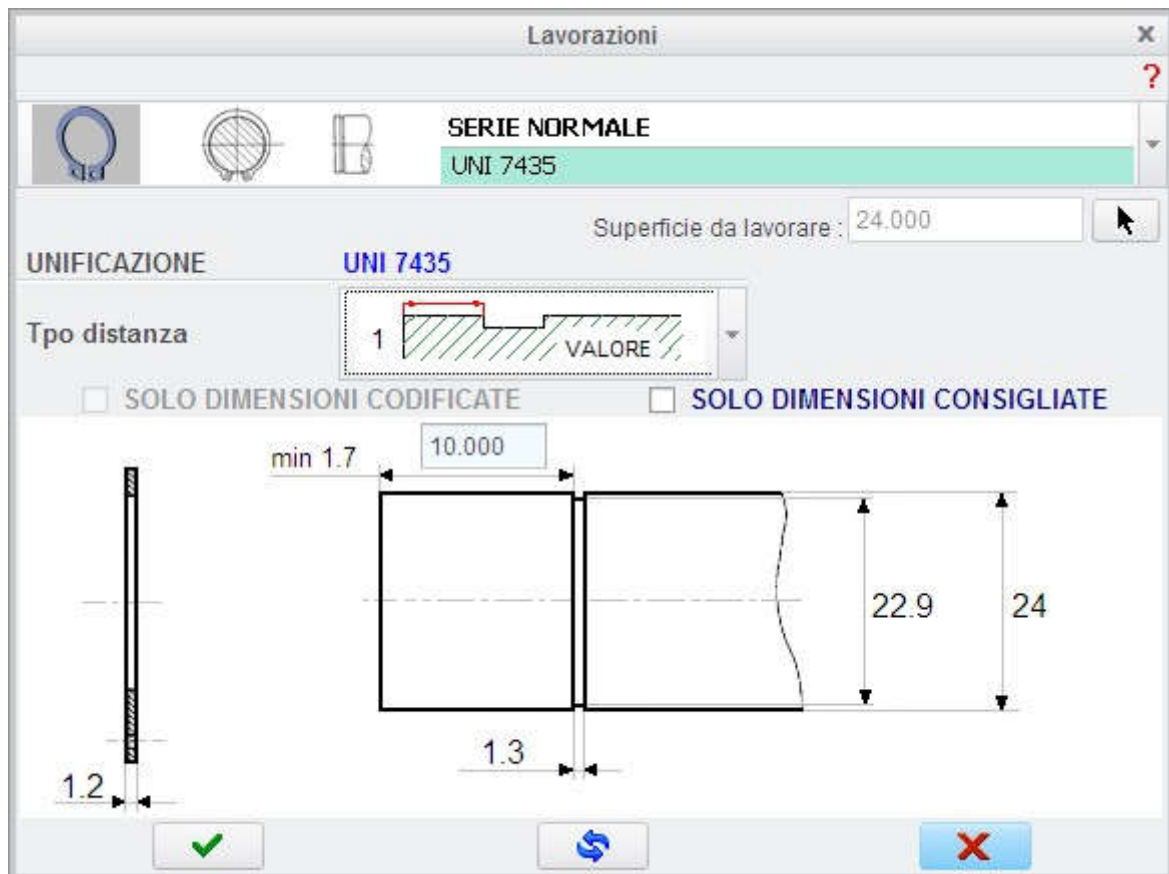 Lavorazioni
?
SERIE NORMALE
UNI 7435
Superficie da lavorare : 24.000
UNIFICAZIONE UNI 7435
Tpo distanza 1 VALORE
SOLO DIMENSIONI CODIFICATE SOLO DIMENSIONI CONSIGLIATE
min 1.7 10.000
22.9 24
1.3
1.2